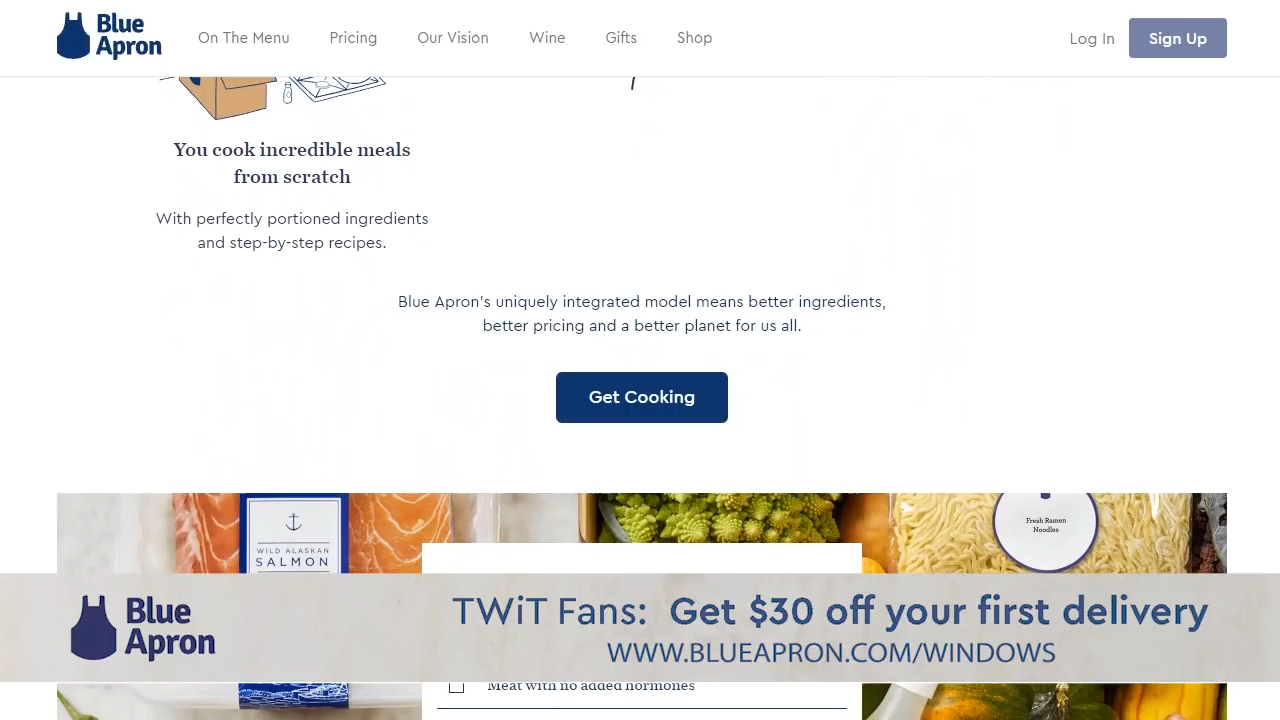 Blue Apron
On The Menu
Pricing
Our Vision
Wine
Gifts
Shop
Log In
Sign Up
You cook incredible meals
from scratch
With perfectly portioned ingredients
and step-by-step recipes.
Blue Apron's uniquely integrated model means better ingredients,
better pricing and a better planet for us all.
Get Cooking
WILD ALASKAN
SALMON
Fresh Ramen
Noodles
Blue
Apron
TWiT Fans: Get $30 off your first delivery
WWW.BLUEAPRON.COM/WINDOWS
Meat with no added hormones